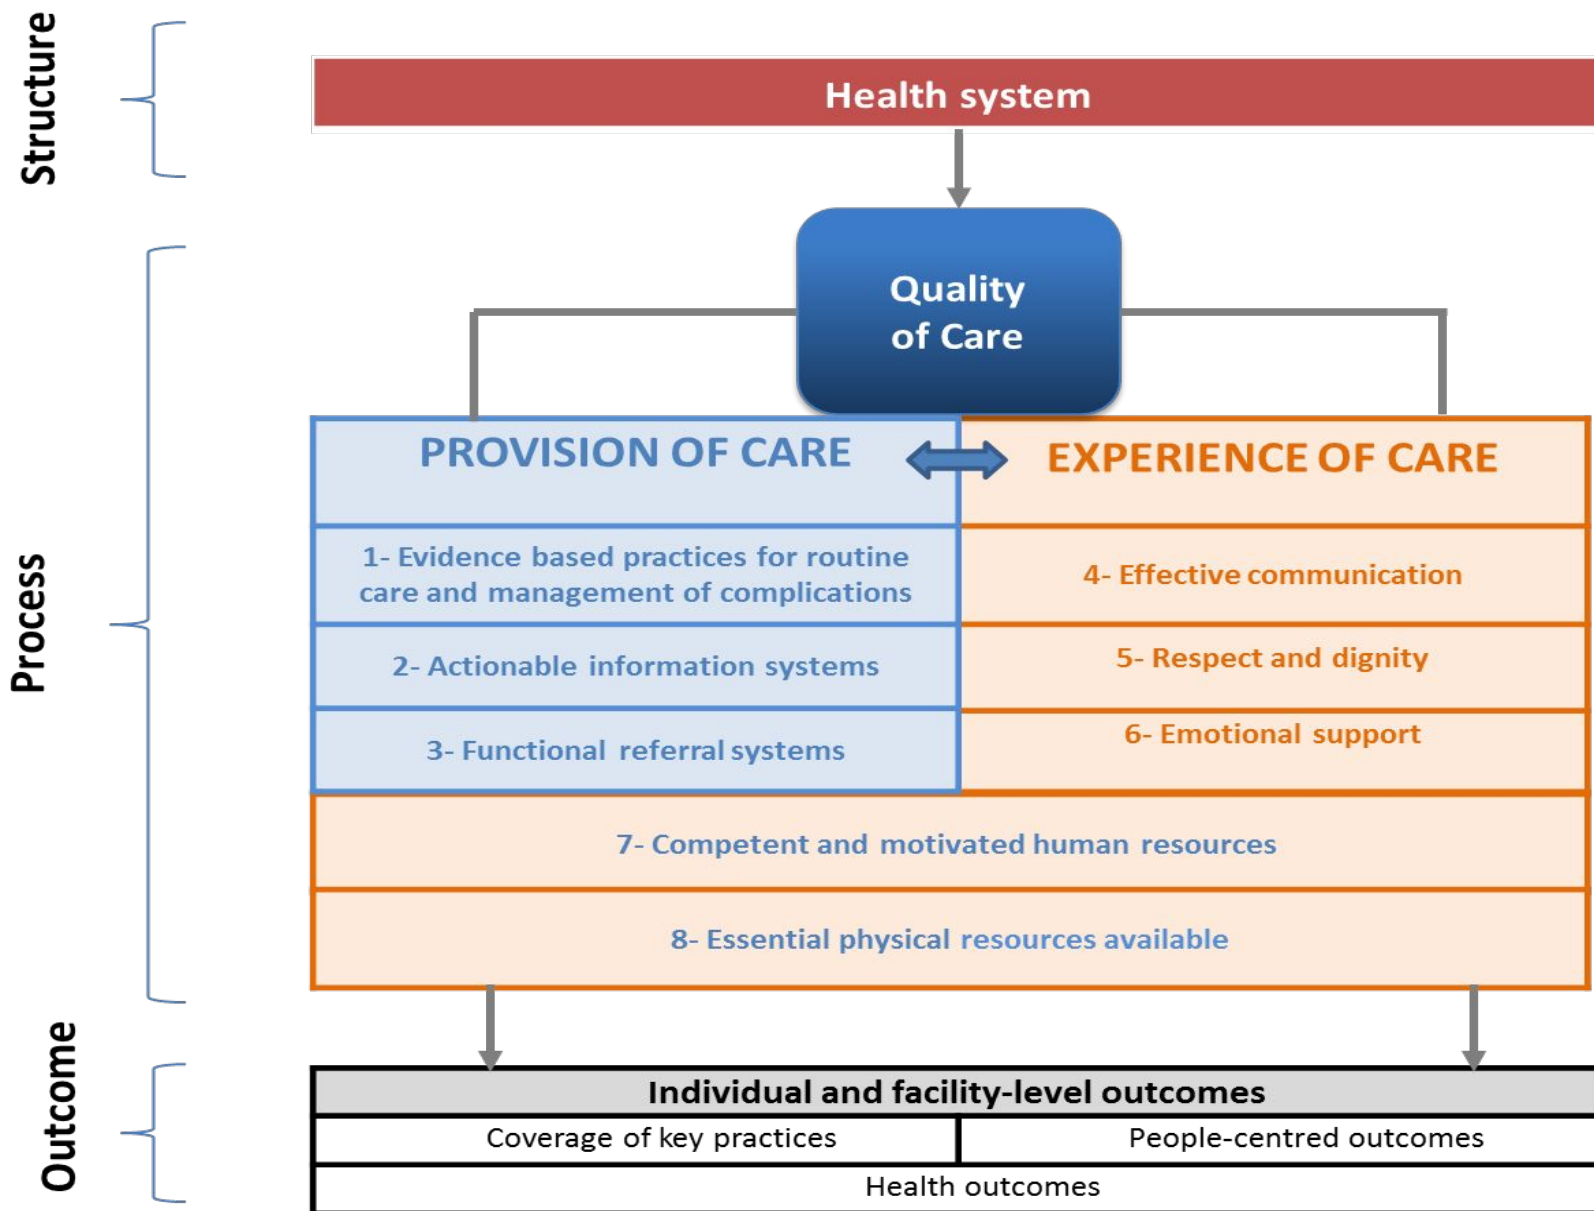 Structure
Health system
Quality
of Care
Process
PROVISION OF CARE
EXPERIENCE OF CARE
1- Evidence based practices for routine
care and management of complications
4- Effective communication
2- Actionable information systems
5- Respect and dignity
3- Functional referral systems
6- Emotional support
7- Competent and motivated human resources
8- Essential physical resources available
Outcome
Individual and facility-level outcomes
Coverage of key practices
People-centred outcomes
Health outcomes